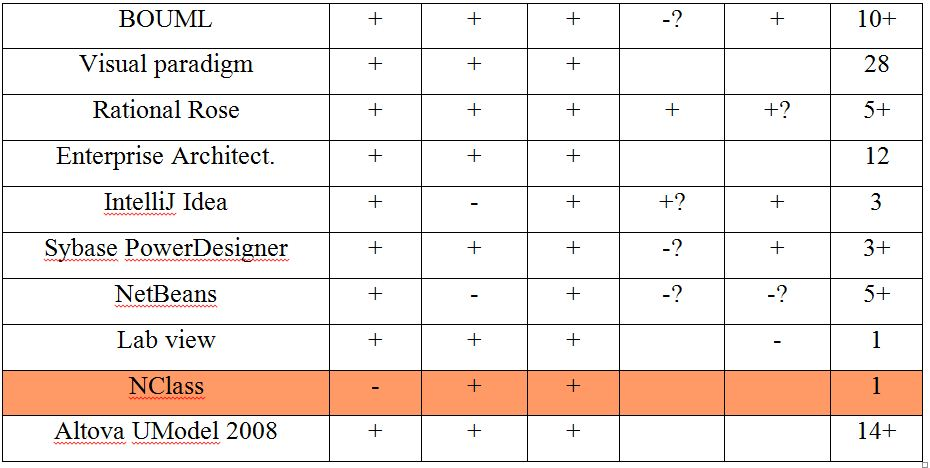 BOUML + + + -? + 10+
Visual paradigm + + + 28
Rational Rose + + + + +? 5+
Enterprise Architect. + + + 12
IntelliJ Idea + - + +? + 3
Sybase PowerDesigner + + + -? + 3+
NetBeans + - + -? -? 5+
Lab view + + + - 1
NClass - + + 1
Altova UModel 2008 + + + 14+